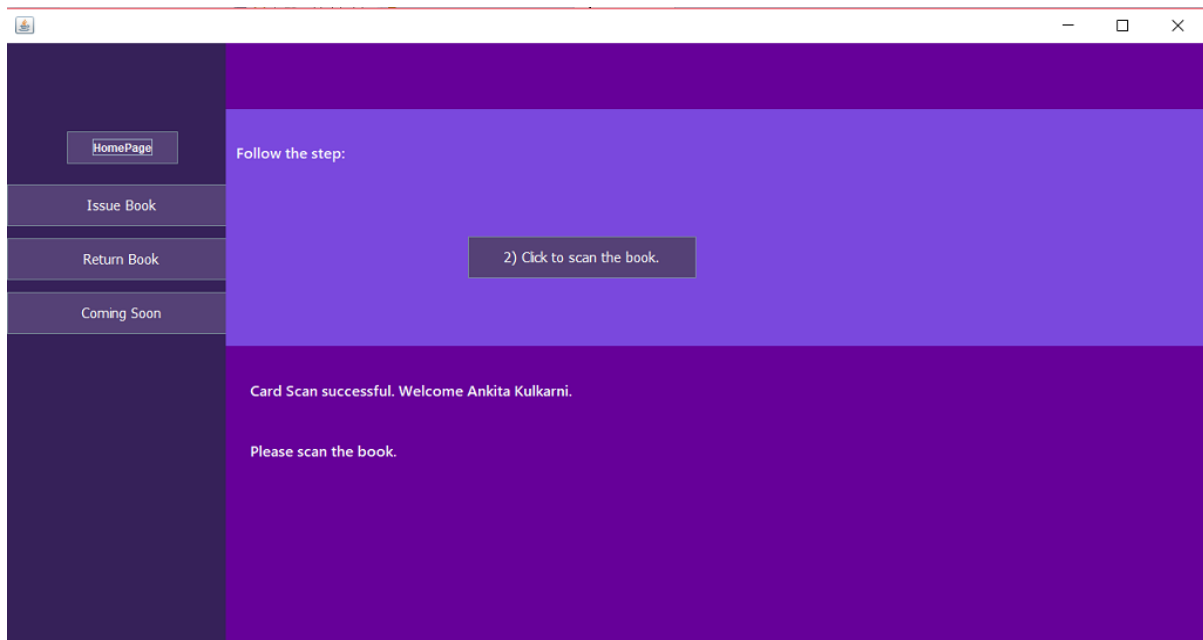 HomePage
Issue Book
Return Book
Coming Soon
Follow the step:
2) Click to scan the book.
Card Scan successful. Welcome Ankita Kulkarni.
Please scan the book.